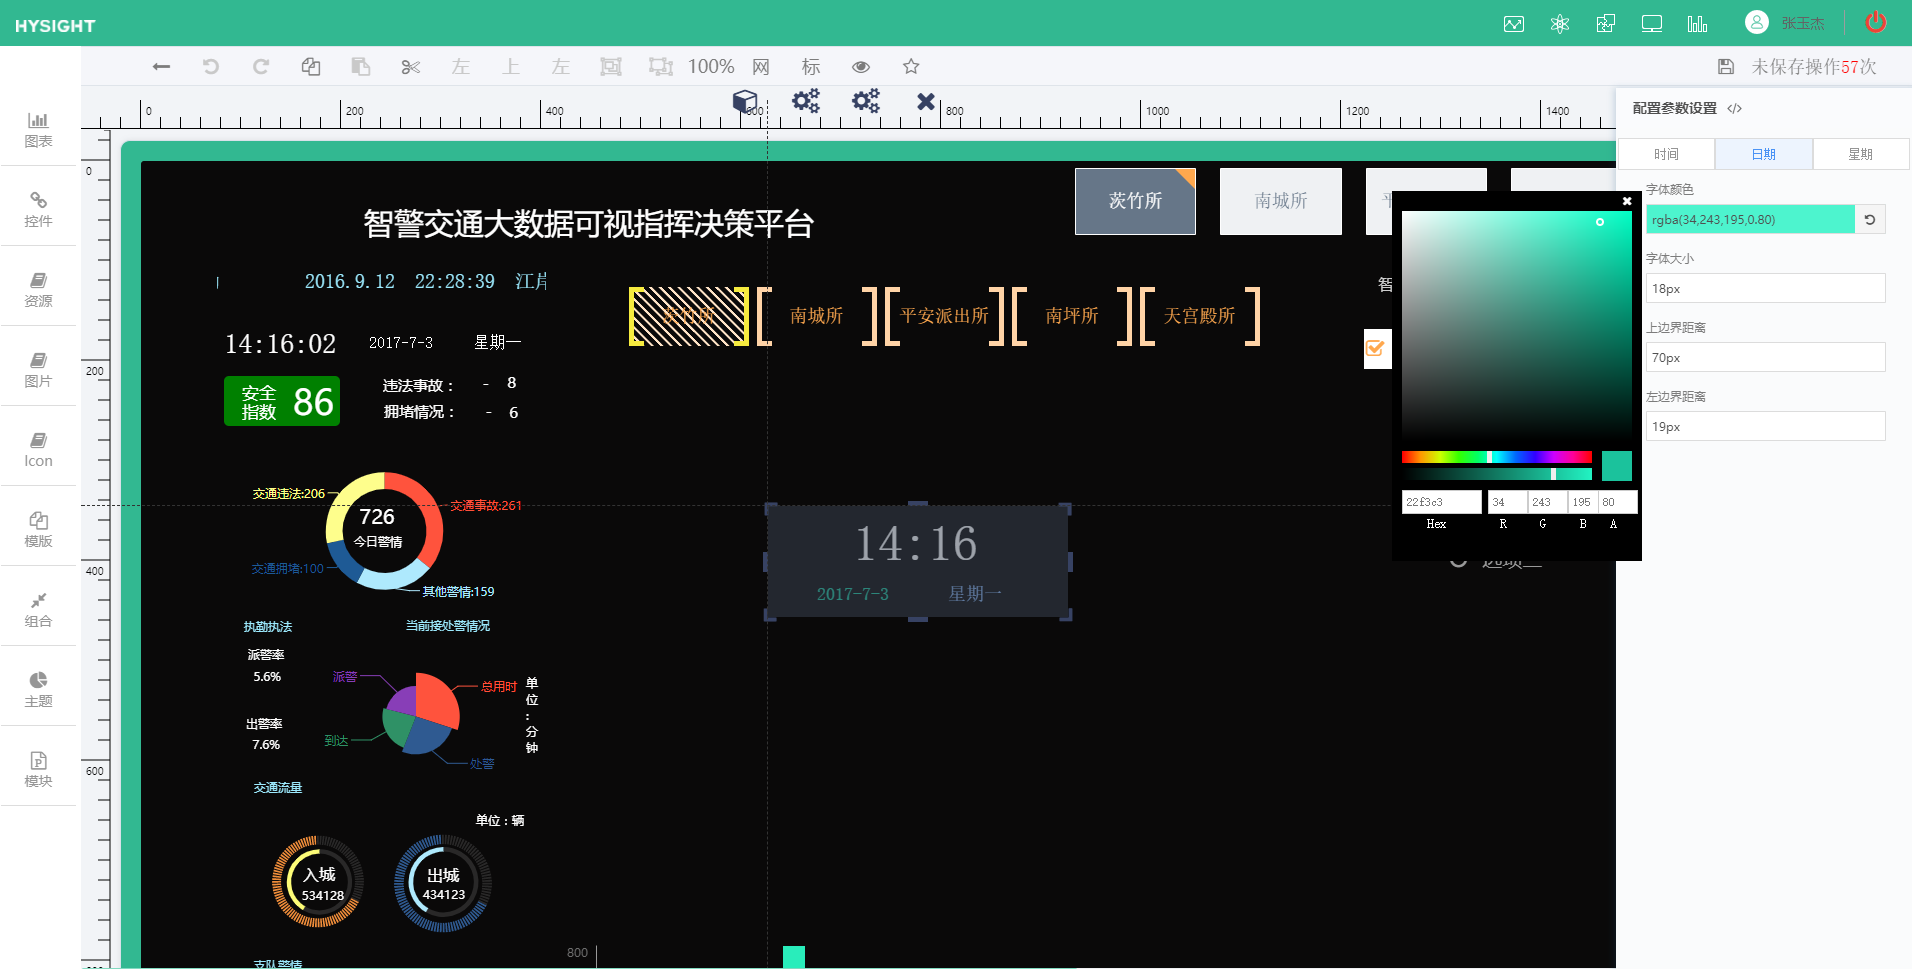 HYSIGHT
张玉杰
左 上 左 100% 网 标
未保存操作57次
图表
控件
资源
图片
Icon
模版
组合
主题
模块
0 200 400 600 800 1000 1200 1400
0
200
400
600
智警交通大数据可视指挥决策平台
2016.9.12 22:28:39 江岸
14:16:02 2017-7-3 星期一
安全指数 86
违法事故： - 8
拥堵情况： - 6
茨竹所 南城所 平
茨竹所 南城所 平安派出所 南坪所 天宫殿所
智
交通违法:206
交通事故:261
726
今日警情
交通拥堵:100
其他警情:159
执勤执法 当前接处警情况
派警率
5.6%
出警率
7.6%
派警
总用时
到达
处警
单位：分钟
交通流量
单位：辆
入城
534128
出城
434123
支队警情
800
14:16
2017-7-3 星期一
配置参数设置 </>
时间 日期 星期
字体颜色
rgba(34,243,195,0.80)
字体大小
18px
上边界距离
70px
左边界距离
19px
22f3c3 34 243 195 80
Hex R G B A